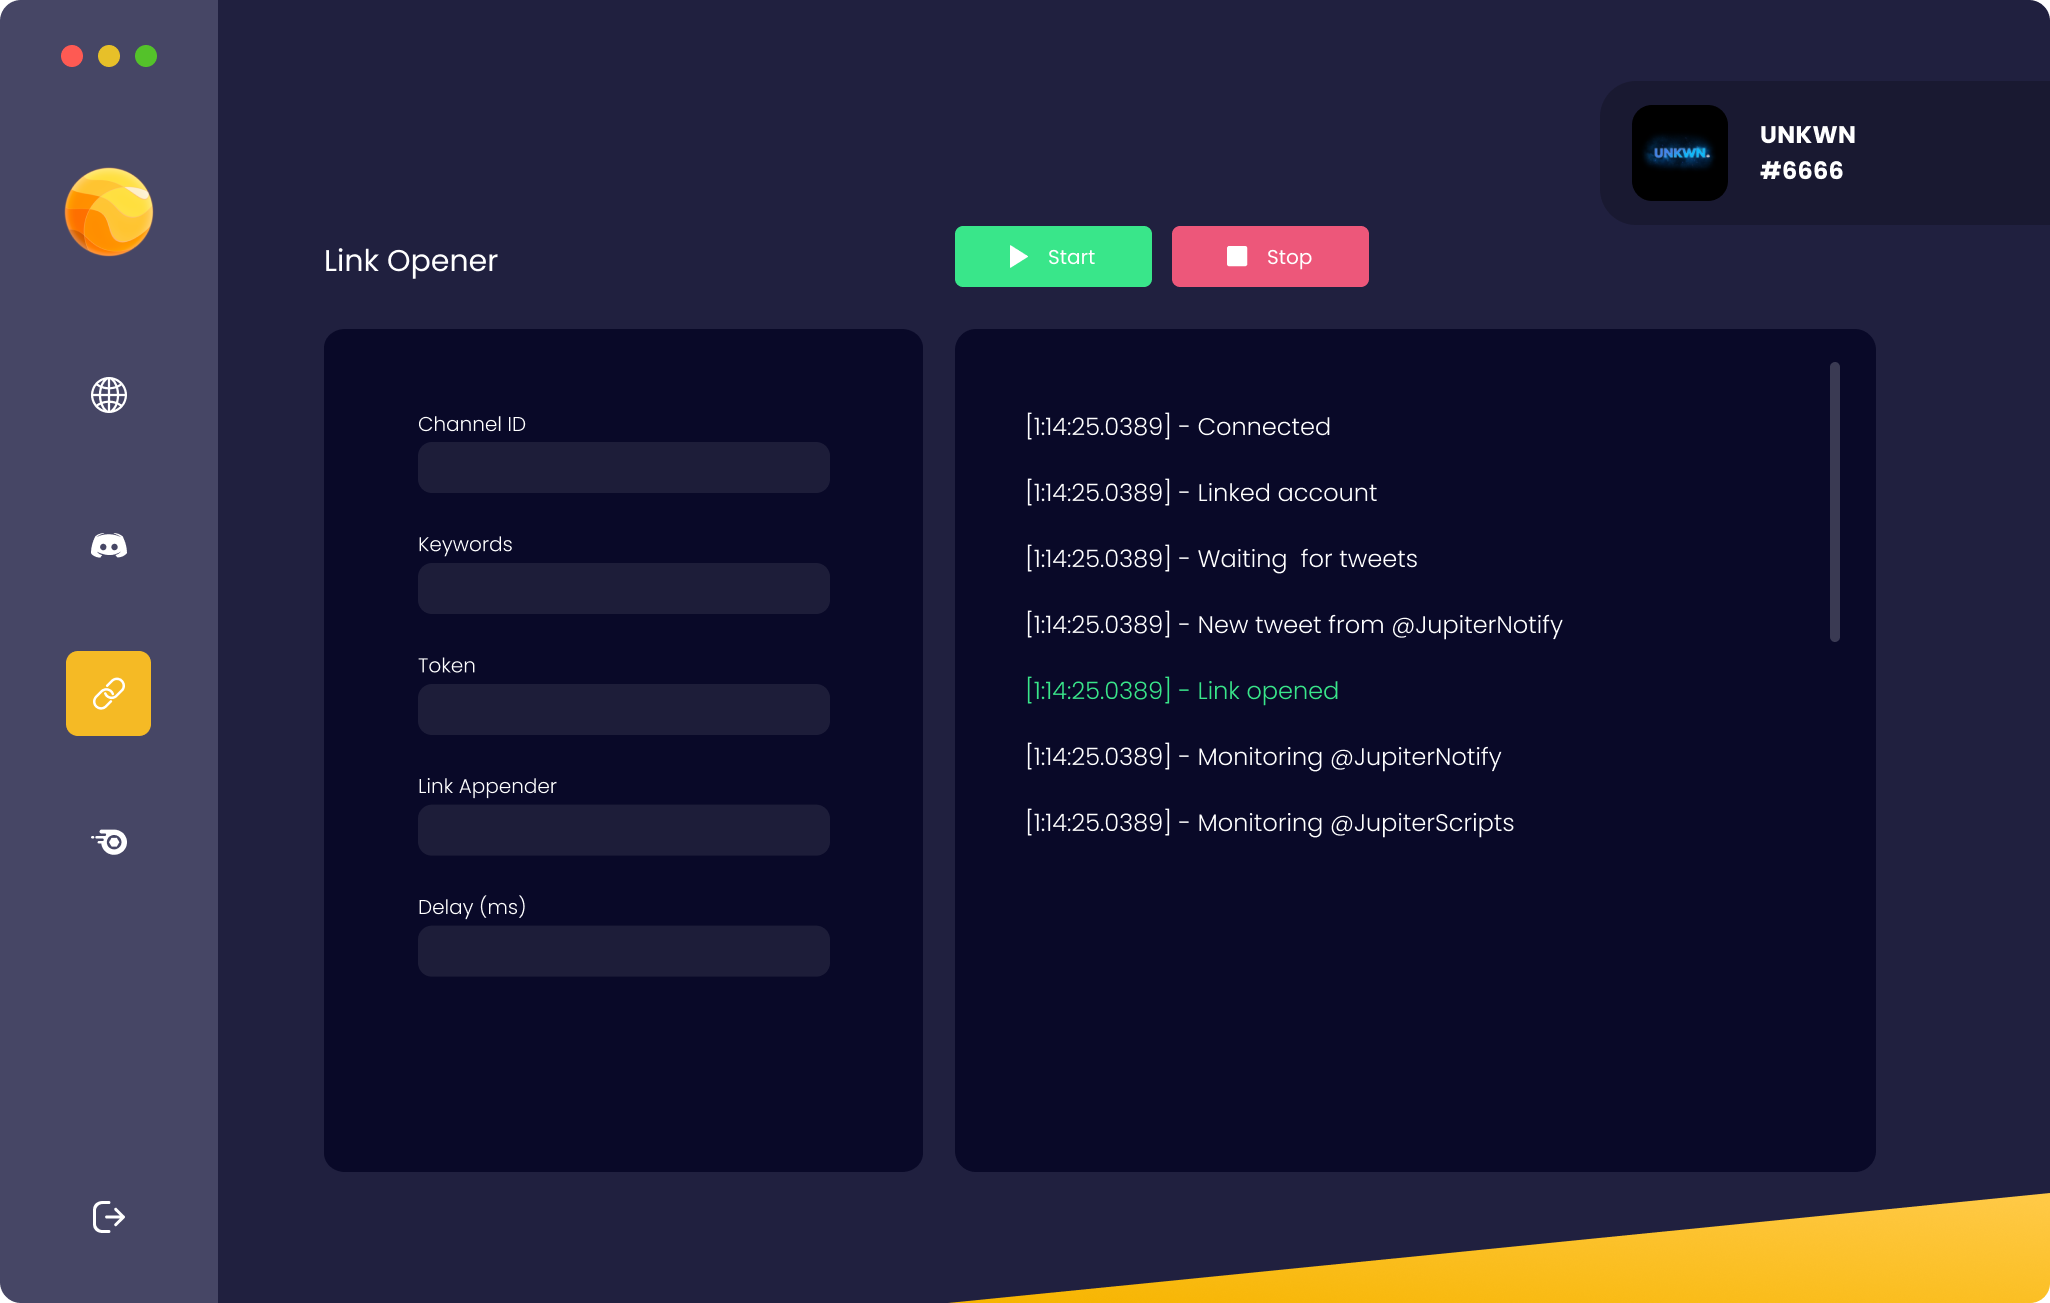 UNKWN.
UNKWN
#6666
Link Opener
Start
Stop
Channel ID
Keywords
Token
Link Appender
Delay (ms)
[1:14:25.0389] - Connected
[1:14:25.0389] - Linked account
[1:14:25.0389] - Waiting  for tweets
[1:14:25.0389] - New tweet from @JupiterNotify
[1:14:25.0389] - Link opened
[1:14:25.0389] - Monitoring @JupiterNotify
[1:14:25.0389] - Monitoring @JupiterScripts